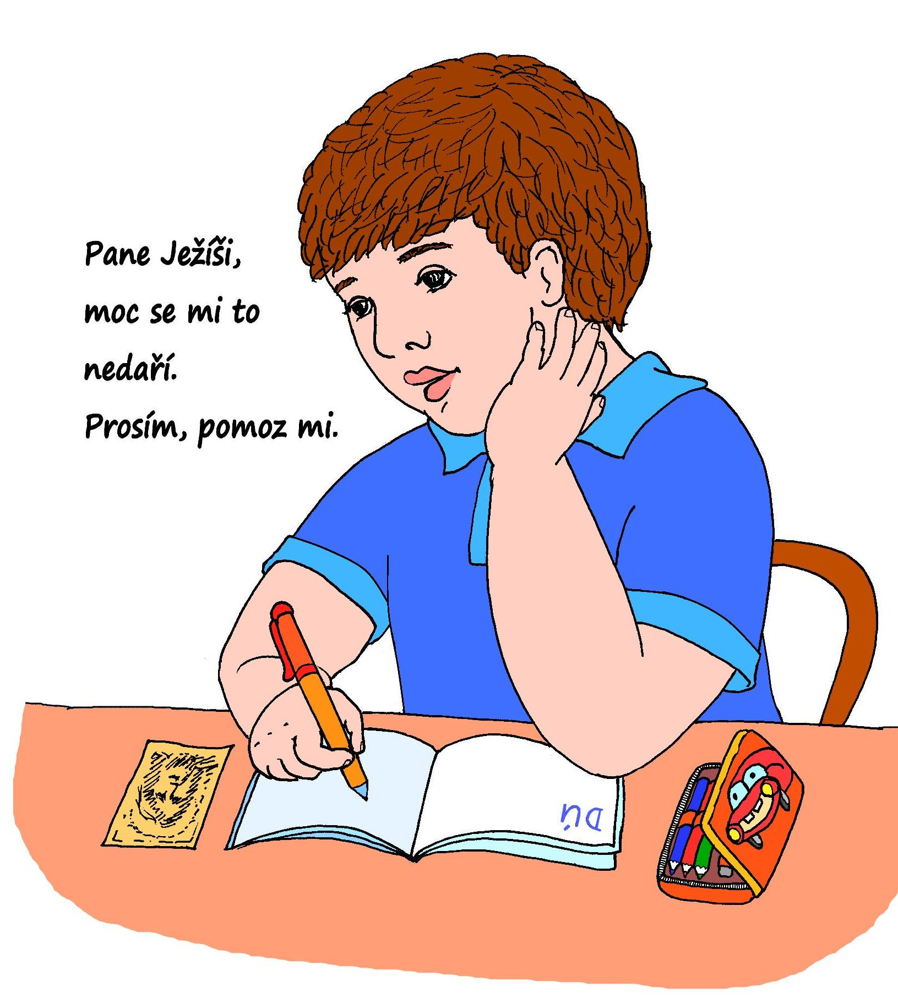 Pane Ježíši,
moc se mi to
nedaří.
Prosím, pomoz mi.
DÚ